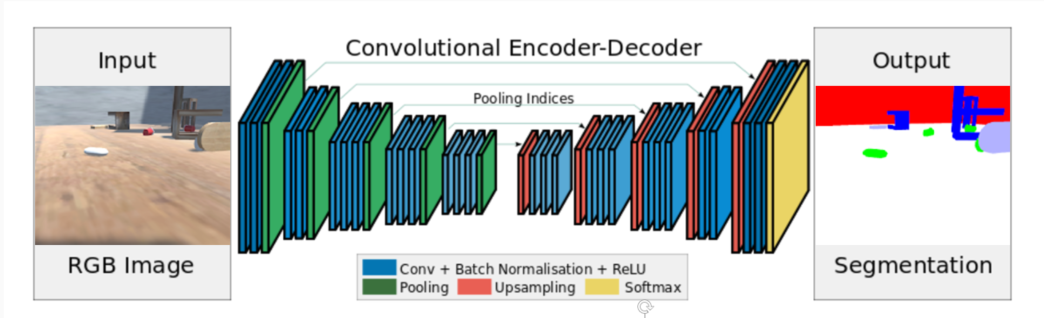 Input
RGB Image
Convolutional Encoder-Decoder
Pooling Indices
Conv + Batch Normalisation + ReLU
Pooling
Upsampling
Softmax
Output
Segmentation